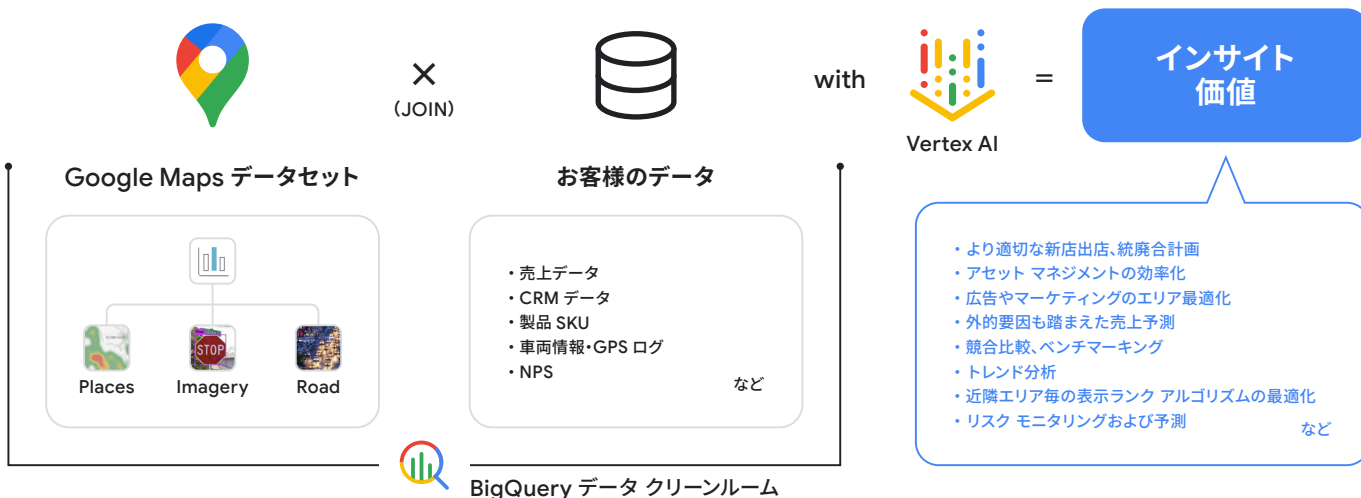 ×
(JOIN)
with
Vertex AI
=
インサイト
価値
Google Maps データセット
Places
Imagery
STOP
Road
お客様のデータ
・売上データ
・CRM データ
・製品 SKU
・車両情報・GPS ログ
・NPS
など
BigQuery データ クリーンルーム
・より適切な新店出店、統廃合計画
・アセット マネジメントの効率化
・広告やマーケティングのエリア最適化
・外的要因も踏まえた売上予測
・競合比較、ベンチマーキング
・トレンド分析
・近隣エリア毎の表示ランク アルゴリズムの最適化
・リスク モニタリングおよび予測
など